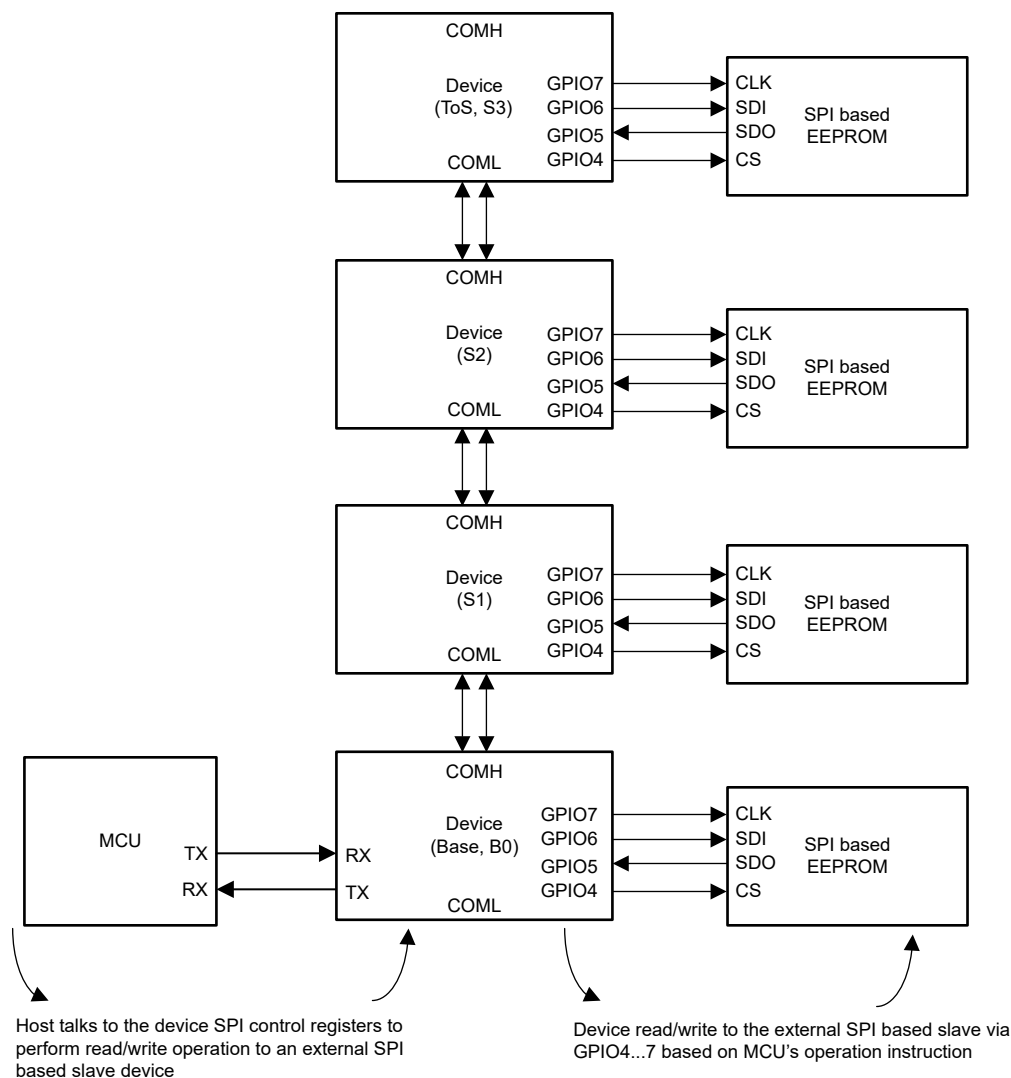 COMH
Device
(ToS, S3)
COML
GPIO7
GPIO6
GPIO5
GPIO4
CLK
SDI
SDO
CS
SPI based
EEPROM
COMH
Device
(S2)
COML
GPIO7
GPIO6
GPIO5
GPIO4
CLK
SDI
SDO
CS
SPI based
EEPROM
COMH
Device
(S1)
COML
GPIO7
GPIO6
GPIO5
GPIO4
CLK
SDI
SDO
CS
SPI based
EEPROM
MCU
TX
RX
COMH
Device
(Base, B0)
RX
TX
COML
GPIO7
GPIO6
GPIO5
GPIO4
CLK
SDI
SDO
CS
SPI based
EEPROM
Host talks to the device SPI control registers to
perform read/write operation to an external SPI
based slave device
Device read/write to the external SPI based slave via
GPIO4...7 based on MCU's operation instruction